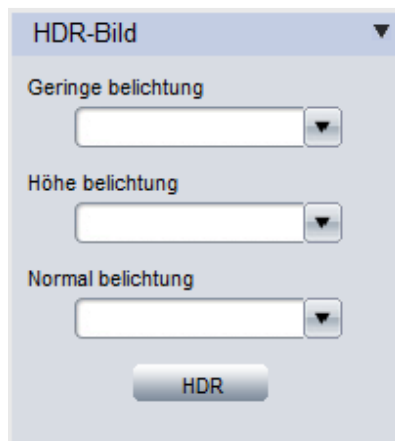 HDR-Bild
Geringe belichtung
Höhe belichtung
Normal belichtung
HDR